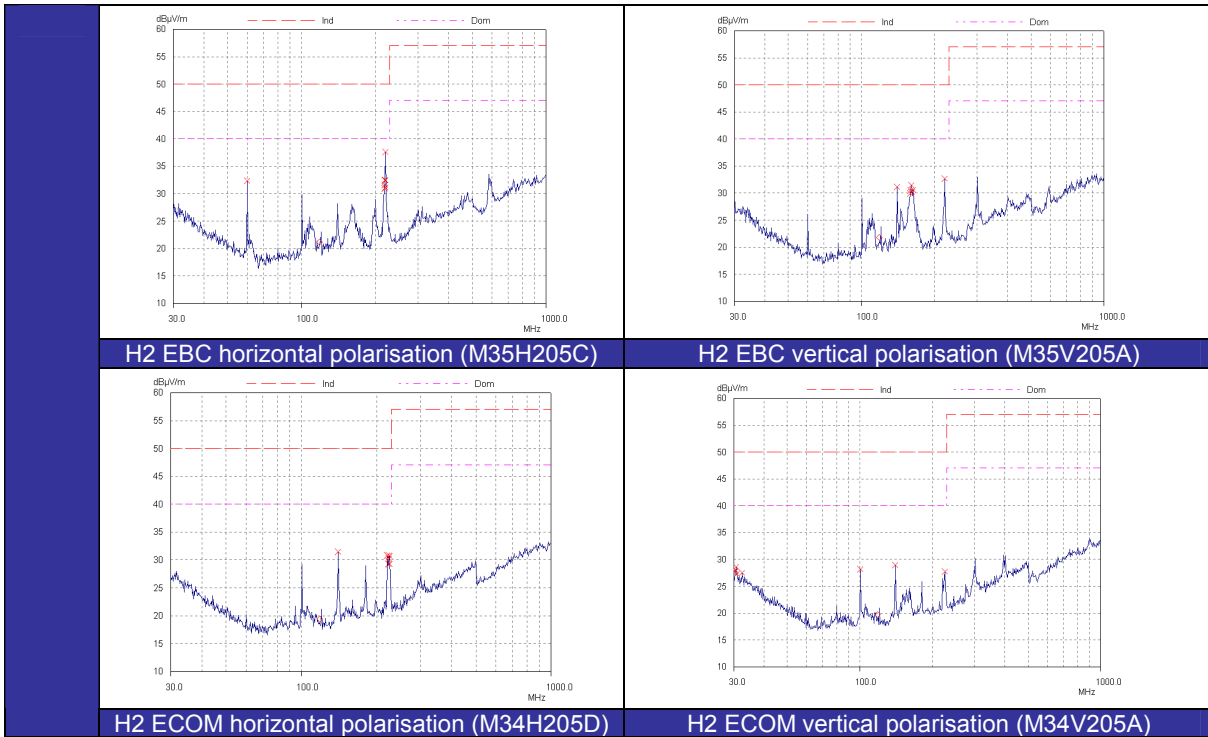 dBµV/m
Ind
Dom
60
55
50
45
40
35
30
25
20
15
10
30.0
100.0
1000.0
MHz
H2 EBC horizontal polarisation (M35H205C)
dBµV/m
Ind
Dom
60
55
50
45
40
35
30
25
20
15
10
30.0
100.0
1000.0
MHz
H2 EBC vertical polarisation (M35V205A)
dBµV/m
Ind
Dom
60
55
50
45
40
35
30
25
20
15
10
30.0
100.0
1000.0
MHz
H2 ECOM horizontal polarisation (M34H205D)
dBµV/m
Ind
Dom
60
55
50
45
40
35
30
25
20
15
10
30.0
100.0
1000.0
MHz
H2 ECOM vertical polarisation (M34V205A)